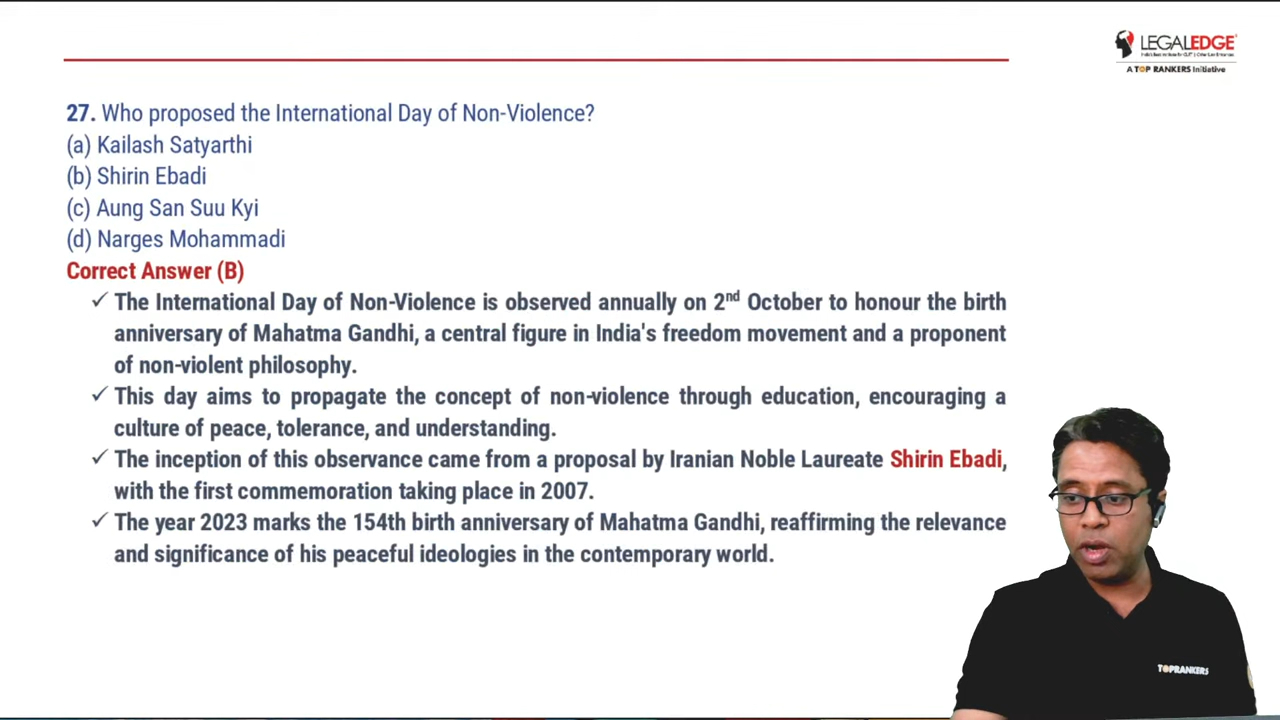 LEGALEDGE
A TOP RANKERS Initiative
27. Who proposed the International Day of Non-Violence?
(a) Kailash Satyarthi
(b) Shirin Ebadi
(c) Aung San Suu Kyi
(d) Narges Mohammadi
Correct Answer (B)
✓ The International Day of Non-Violence is observed annually on 2nd October to honour the birth
anniversary of Mahatma Gandhi, a central figure in India's freedom movement and a proponent
of non-violent philosophy.
✓ This day aims to propagate the concept of non-violence through education, encouraging a
culture of peace, tolerance, and understanding.
✓ The inception of this observance came from a proposal by Iranian Noble Laureate Shirin Ebadi,
with the first commemoration taking place in 2007.
✓ The year 2023 marks the 154th birth anniversary of Mahatma Gandhi, reaffirming the relevance
and significance of his peaceful ideologies in the contemporary world.
TOPRANKERS